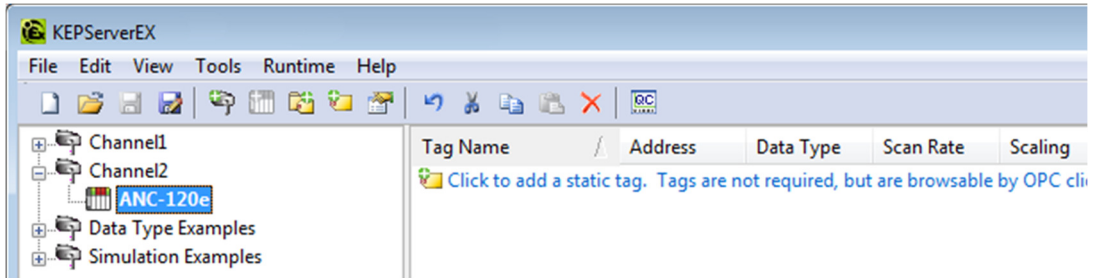 KEPServerEX
File Edit View Tools Runtime Help
QC
Channel1
Channel2
ANC-120e
Data Type Examples
Simulation Examples
Tag Name Address Data Type Scan Rate Scaling
Click to add a static tag. Tags are not required, but are browsable by OPC clie